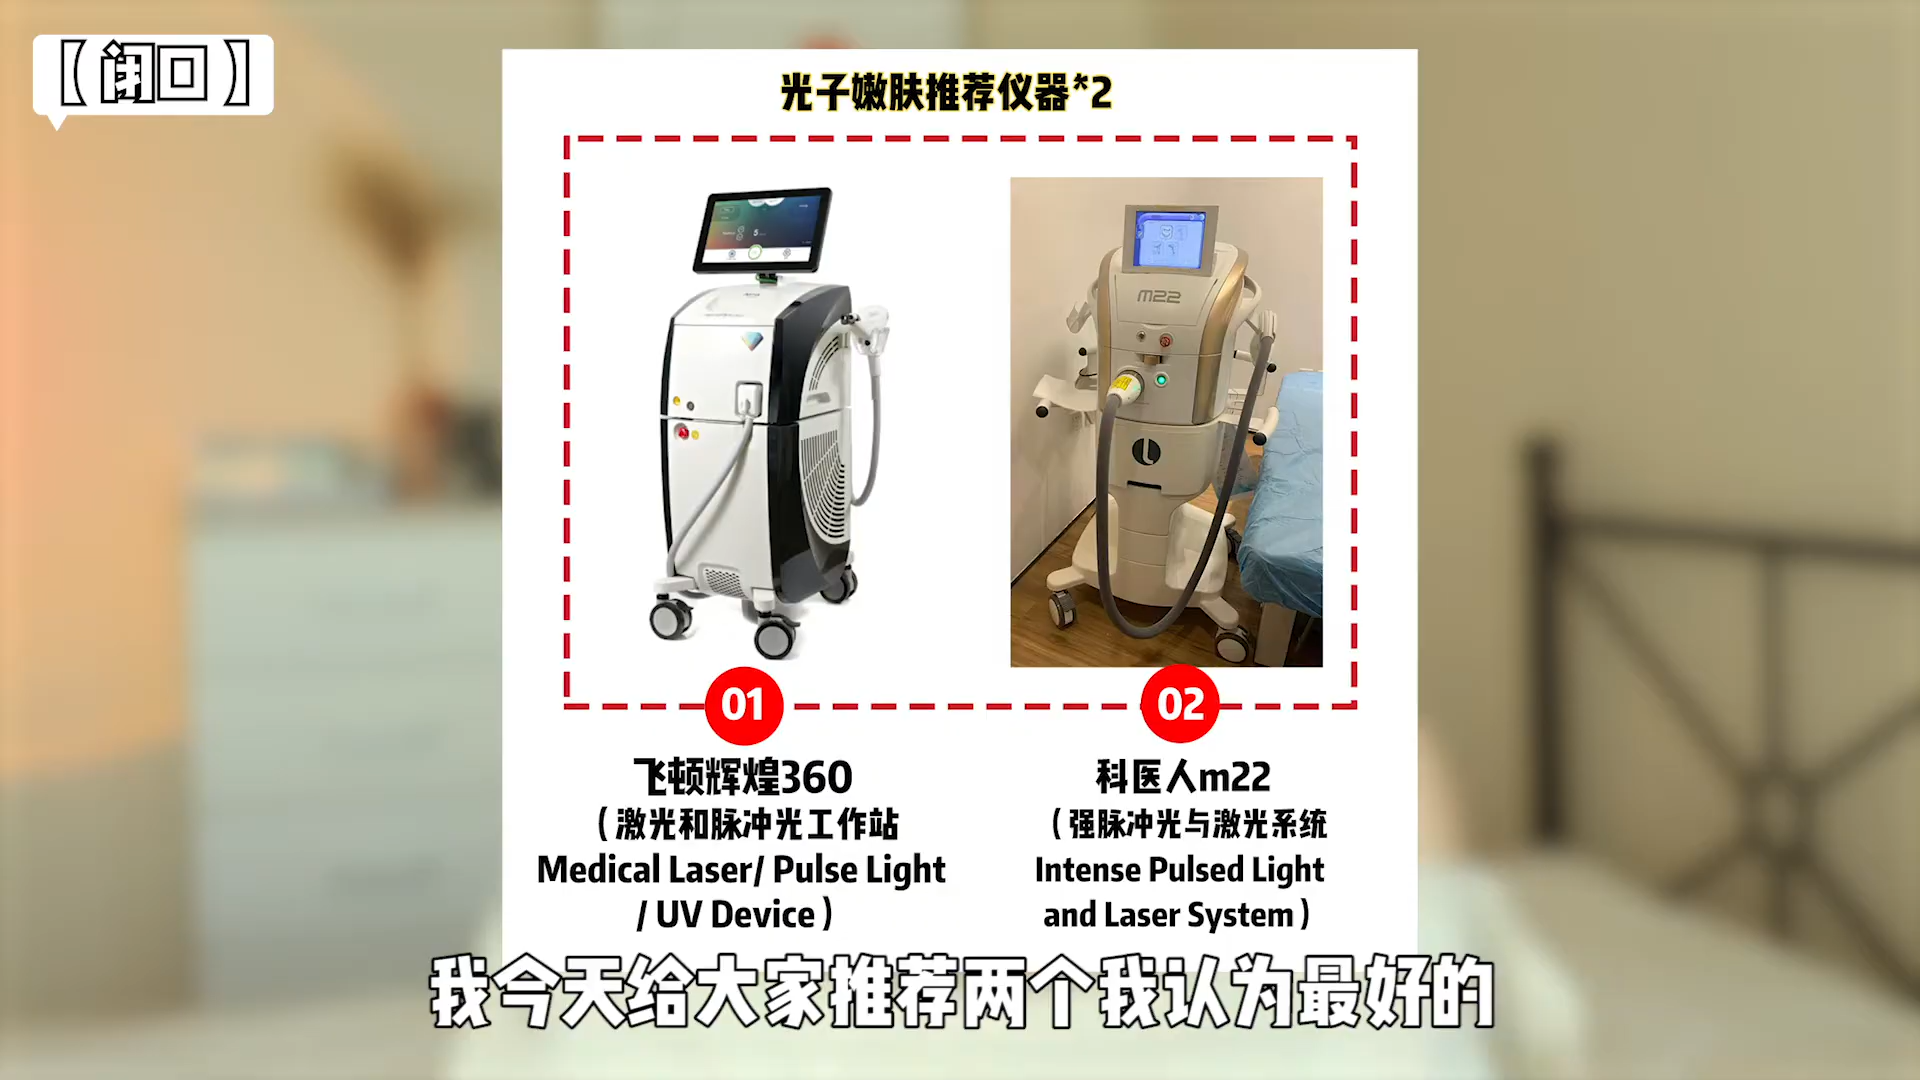 【闭口】
光子嫩肤推荐仪器*2
m22
01
02
飞顿辉煌360
（激光和脉冲光工作站
Medical Laser/ Pulse Light
/ UV Device）
科医人m22
（强脉冲光与激光系统
Intense Pulsed Light
and Laser System）
我今天给大家推荐两个我认为最好的